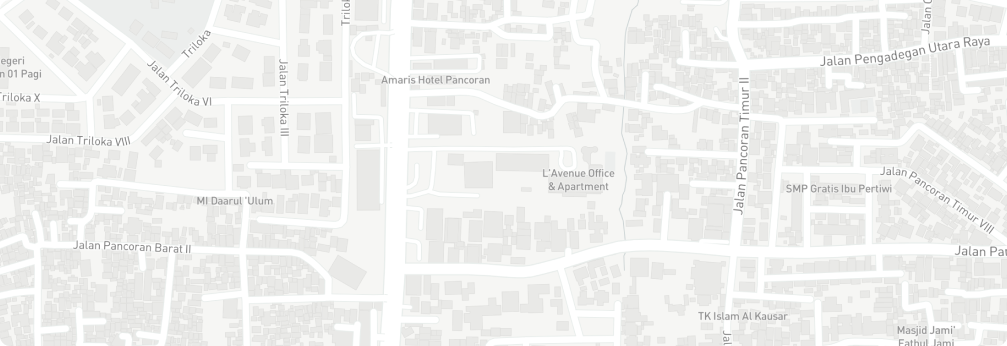 Jalan Pengadegan Utara Raya
Triloka
egeri
n 01 Pagi
Jalan Triloka VI
Amaris Hotel Pancoran
Triloka X
Jalan Triloka III
Jalan Pancoran Timur II
Jalan Triloka VIII
L'Avenue Office
& Apartment
Jalan Pancoran Timur VIII
SMP Gratis Ibu Pertiwi
MI Daarul 'Ulum
Jalan Pancoran Barat II
TK Islam Al Kausar
Masjid Jami'
Fathul Jami